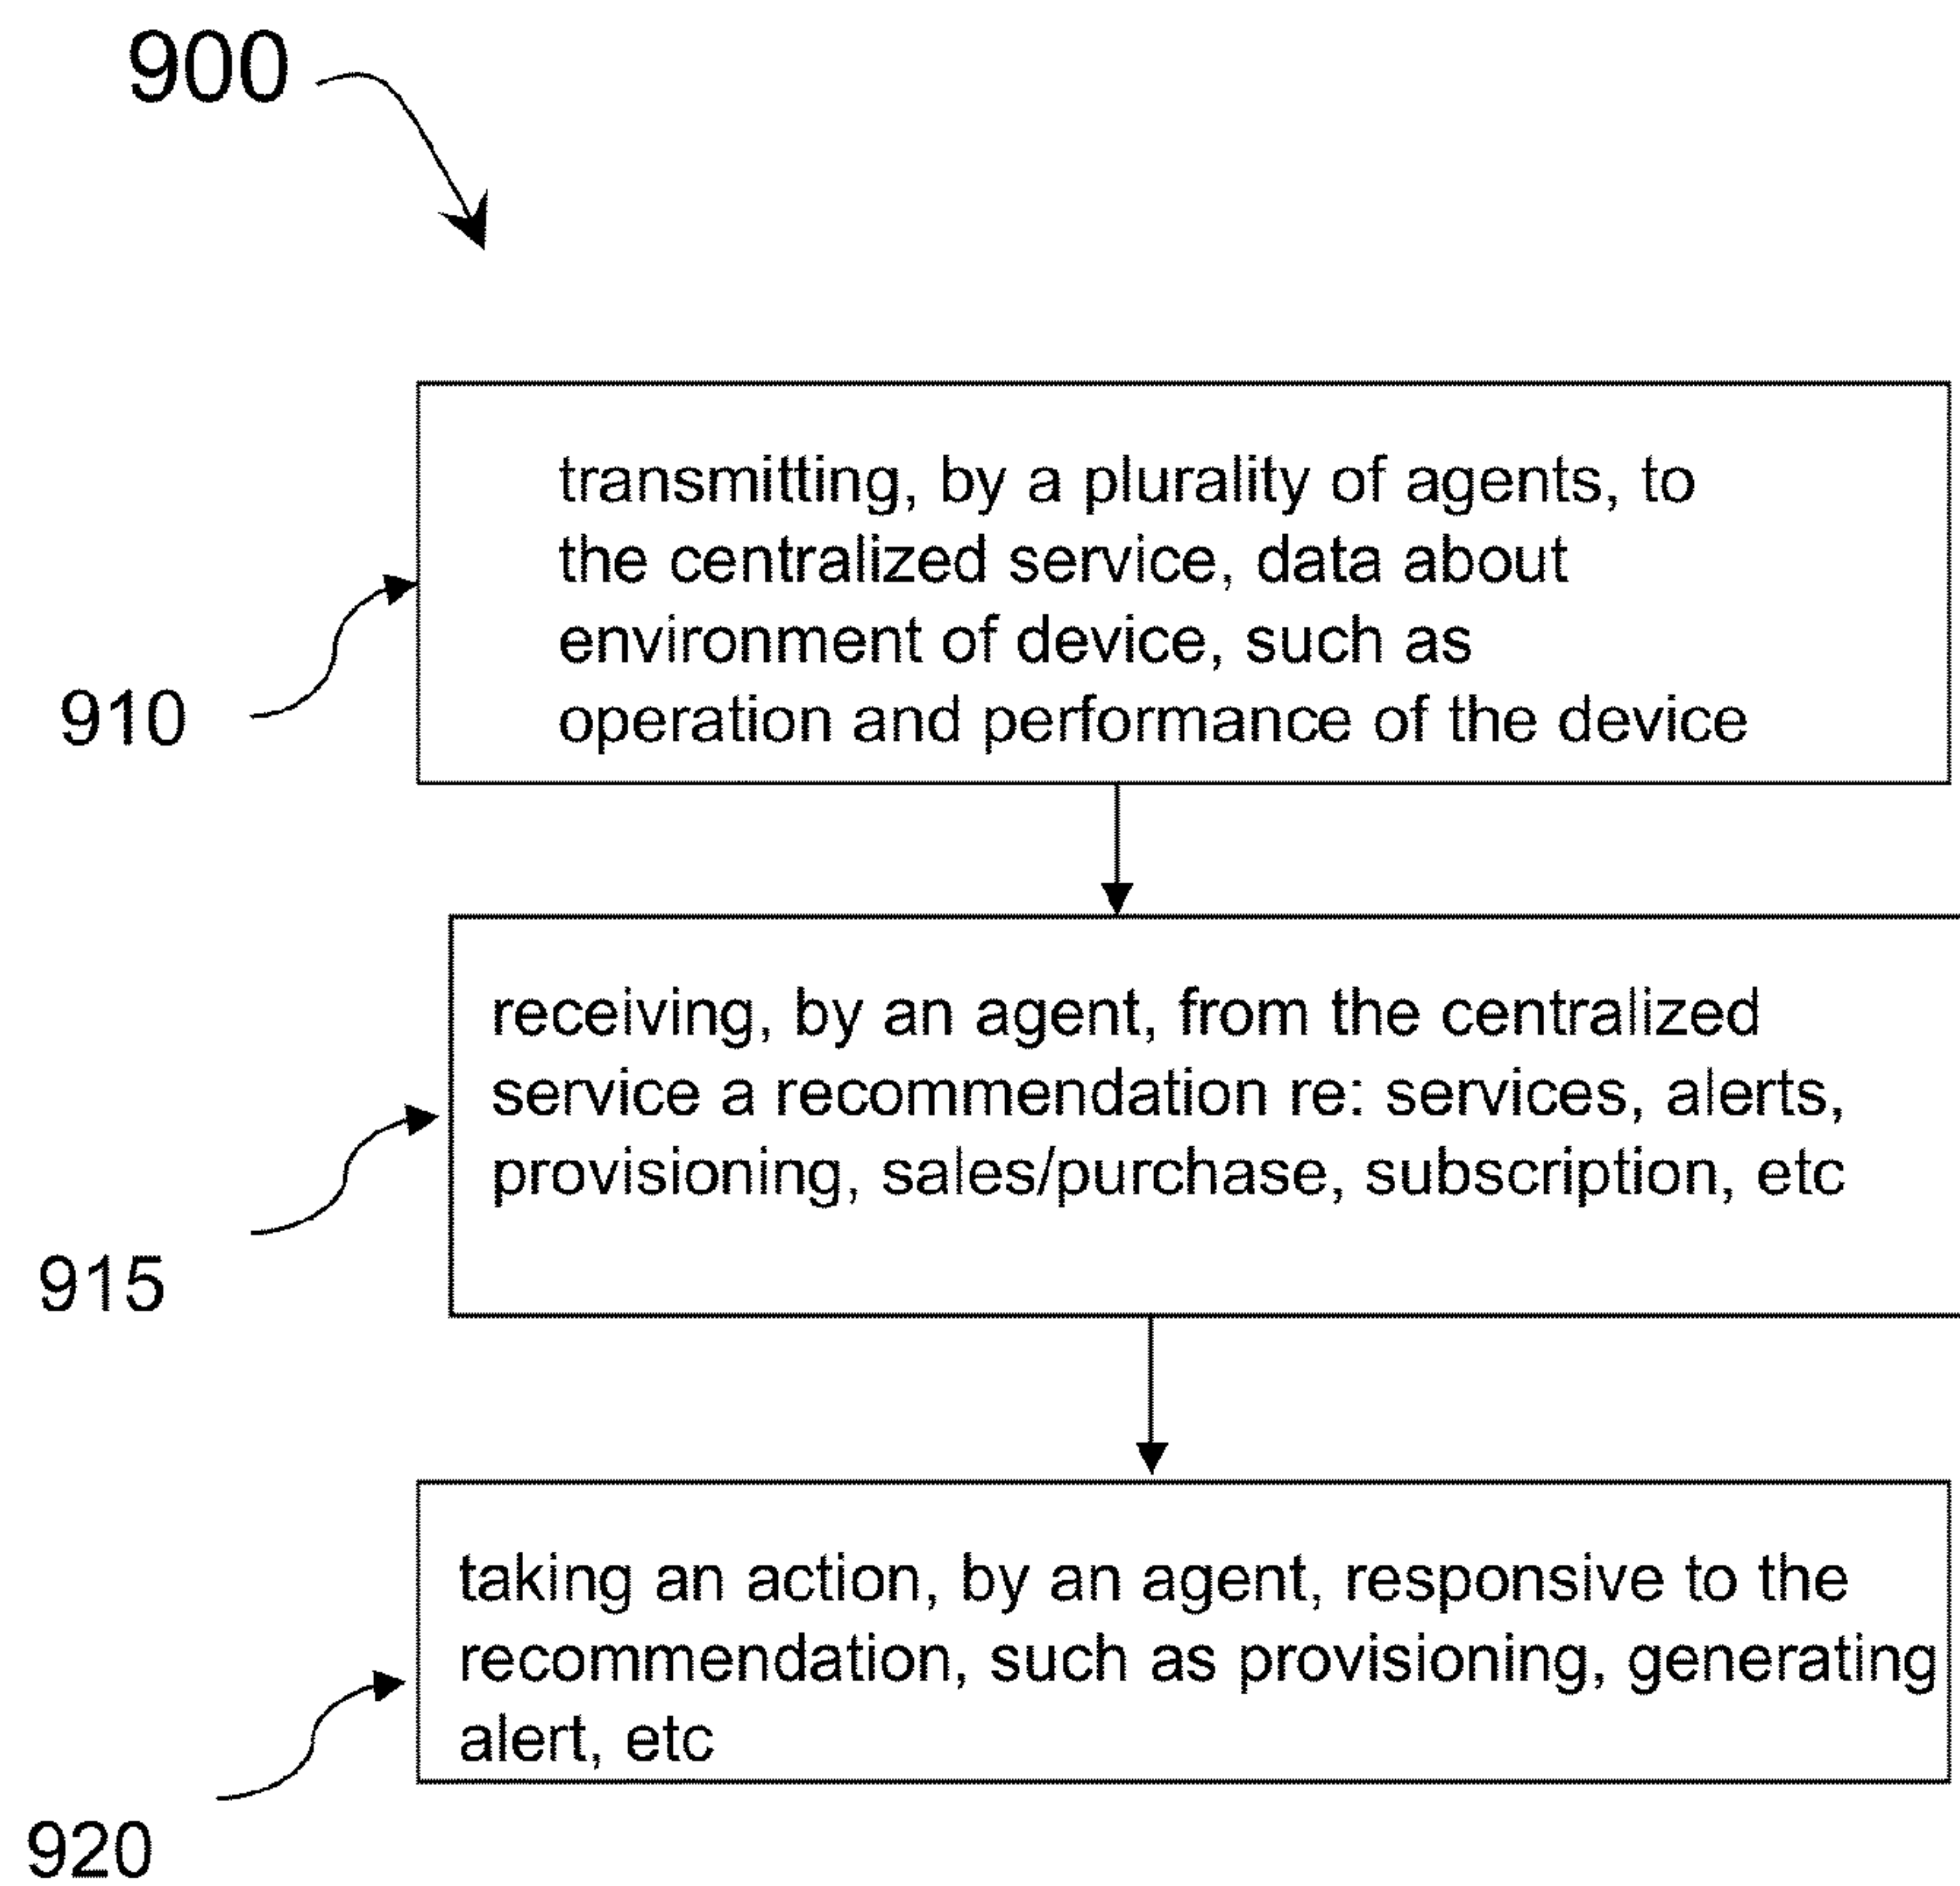 900
transmitting, by a plurality of agents, to
the centralized service, data about
environment of device, such as
operation and performance of the device
910
receiving, by an agent, from the centralized
service a recommendation re: services, alerts,
provisioning, sales/purchase, subscription, etc
915
taking an action, by an agent, responsive to the
recommendation, such as provisioning, generating
alert, etc
920